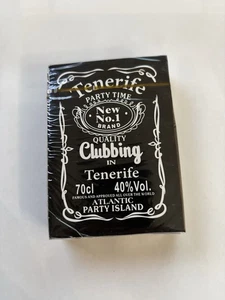 Tenerife
PARTY TIME
New
No.1
BRAND
QUALITY
Clubbing
IN
Tenerife
70cl 40%Vol.
FAMOUS AND APPROVED ALL OVER THE WORLD
ATLANTIC
PARTY ISLAND